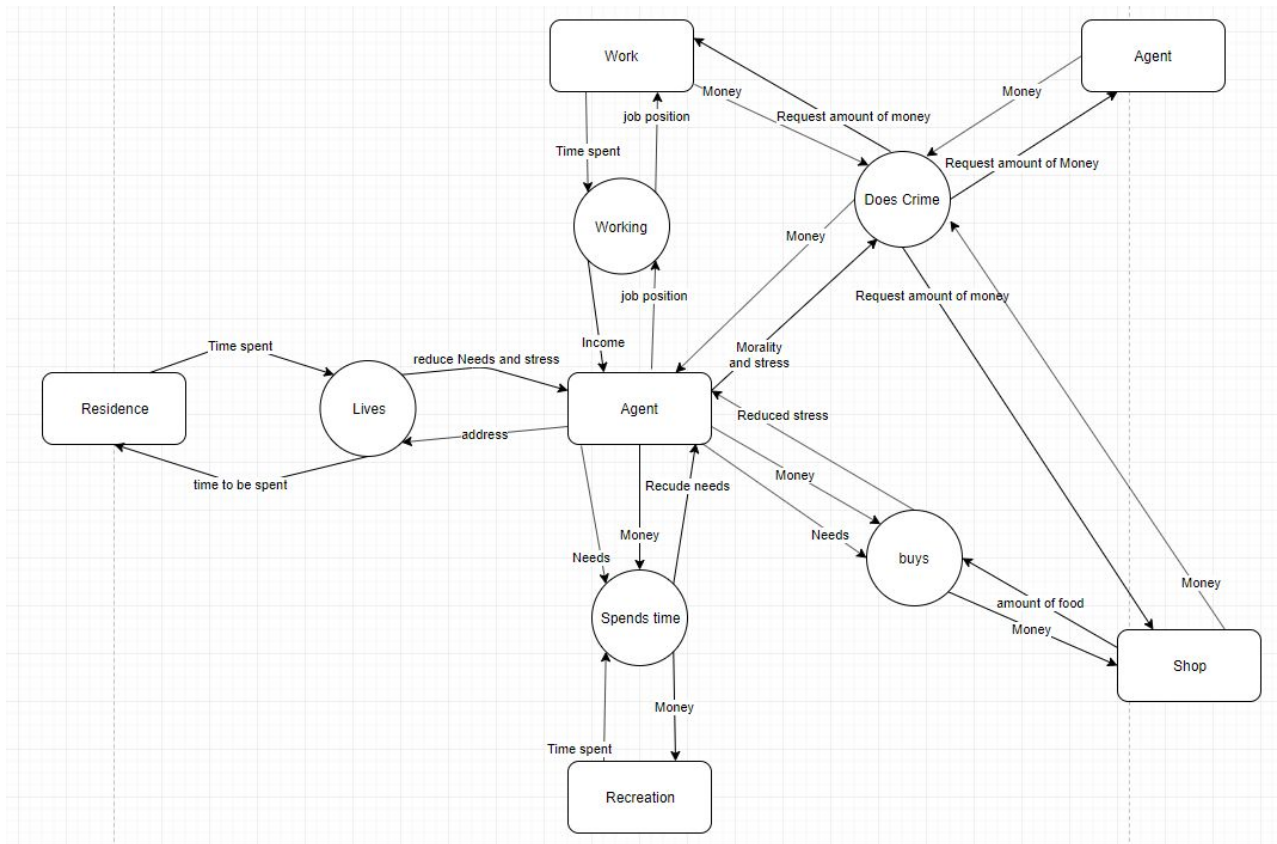 Work
Agent
Money
Money
job position
Request amount of money
Time spent
Request amount of Money
Does Crime
Working
Money
job position
Request amount of money
Income
Time spent
Morality
and stress
reduce Needs and stress
Residence
Lives
Agent
Reduced stress
address
Money
time to be spent
Recude needs
Money
Needs
Needs
buys
Money
amount of food
Spends time
Money
Shop
Money
Time spent
Recreation